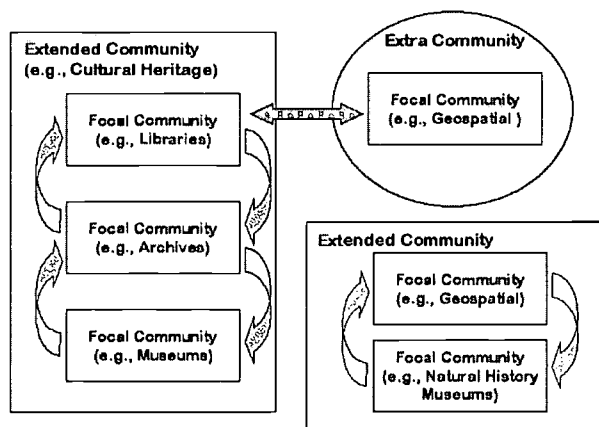 Extended Community
(e.g., Cultural Heritage)
Focal Community
(e.g., Libraries)
Focal Community
(e.g., Archives)
Focal Community
(e.g., Museums)
Extra Community
Focal Community
(e.g., Geospatial )
Extended Community
Focal Community
(e.g., Geospatial)
Focal Community
(e.g., Natural History
Museums)